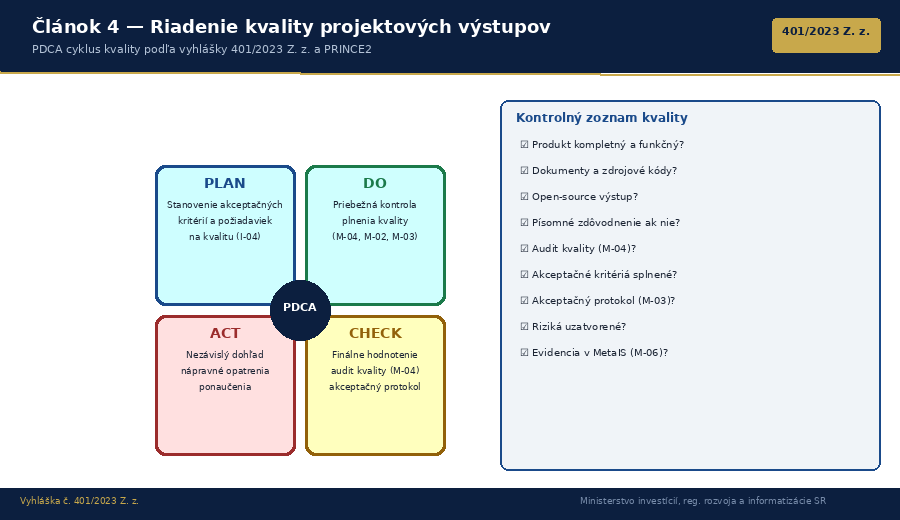 Článok 4 — Riadenie kvality projektových výstupov
PDCA cyklus kvality podľa vyhlášky 401/2023 Z. z. a PRINCE2
401/2023 Z. z.
PLAN
Stanovenie akceptačných
kritérií a požiadaviek
na kvalitu (I-04)
DO
Priebežná kontrola
plnenia kvality
(M-04, M-02, M-03)
PDCA
ACT
Nezávislý dohľad
nápravné opatrenia
ponaučenia
CHECK
Finálne hodnotenie
audit kvality (M-04)
akceptačný protokol
Kontrolný zoznam kvality
☑ Produkt kompletný a funkčný?
☑ Dokumenty a zdrojové kódy?
☑ Open-source výstup?
☑ Písomné zdôvodnenie ak nie?
☑ Audit kvality (M-04)?
☑ Akceptačné kritériá splnené?
☑ Akceptačný protokol (M-03)?
☑ Riziká uzatvorené?
☑ Evidencia v MetaIS (M-06)?
Vyhláška č. 401/2023 Z. z.
Ministerstvo investícií, reg. rozvoja a informatizácie SR